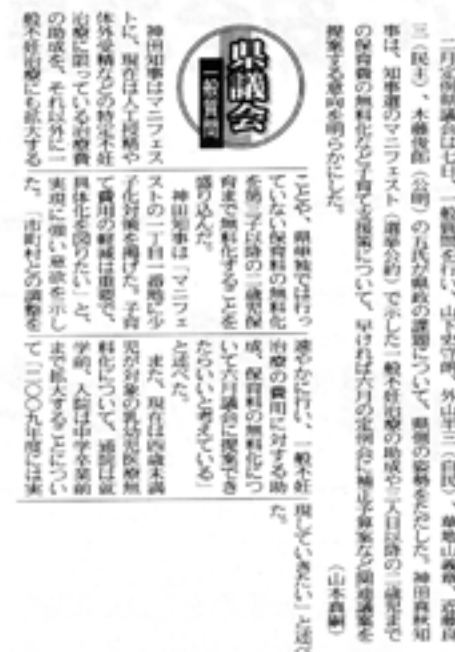 二月定例県議会は七日、一般質問を行い、山下史守朗、外山半三（自民）、華地山義章、近藤良
三（民主）、木藤俊郎（公明）の五氏が県政の課題について、県側の姿勢をただした。神田真秋知
事は、知事選のマニフェスト（選挙公約）で示した一般不妊治療の助成や三人目以降の三歳児まで
の保育費の無料化など子育て支援策について、早ければ六月の定例会に補正予算案など関連議案を
提案する意向を明らかにした。
（山本真嗣）
県議会
一般質問
神田知事はマニフェス
トに、現在は人工授精や
体外受精などの特定不妊
治療に限っている治療費
の助成を、それ以外に一
般不妊治療にも拡大する
ことや、県単独では行っ
ていない保育料の無料化
を第三子以降の三歳児保
育まで無料化することを
盛り込んだ。
神田知事は「マニフェ
ストの一丁目一番地に少
子化対策を掲げた。子育
て費用の軽減は重要で、
具体化を図りたい」と、
実現に強い意欲を示し
た。「市町村との調整を
速やかに行い、一般不妊
治療の費用に対する助
成、保育料の無料化につ
いて六月議会に提案でき
たらいいと考えている」
と述べた。
また、現在は四歳未満
児が対象の乳幼児医療無
料化について、通院は就
学前、入院は中学卒業前
まで拡大することについ
て「二〇〇九年度には実
現していきたい」と述べ
た。